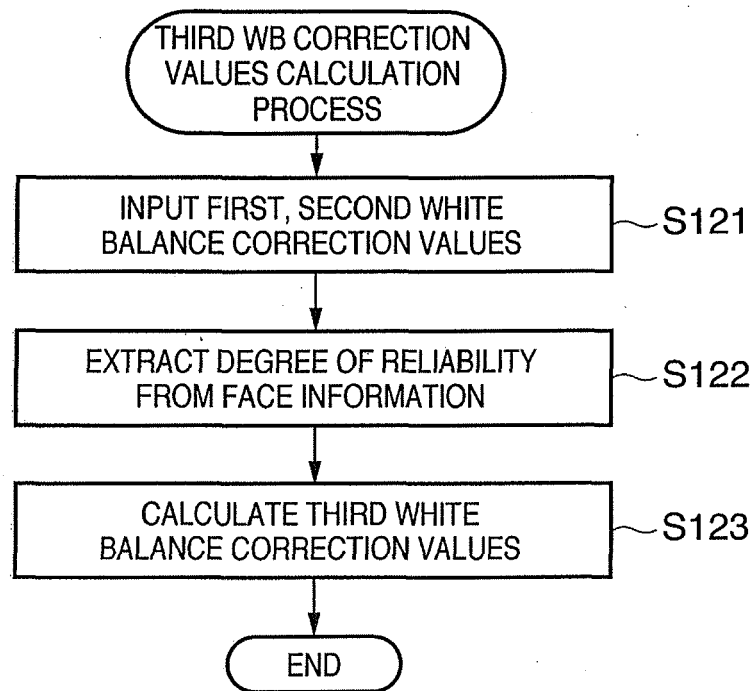 THIRD WB CORRECTION
VALUES CALCULATION
PROCESS
INPUT FIRST, SECOND WHITE
BALANCE CORRECTION VALUES
S121
EXTRACT DEGREE OF RELIABILITY
FROM FACE INFORMATION
S122
CALCULATE THIRD WHITE
BALANCE CORRECTION VALUES
S123
END